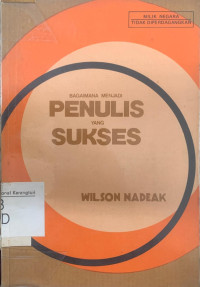 MILIK NEGARA
TIDAK DIPERDAGANGKAN
BAGAIMANA MENJADI
PENULIS
YANG
SUKSES
WILSON NADEAK
D